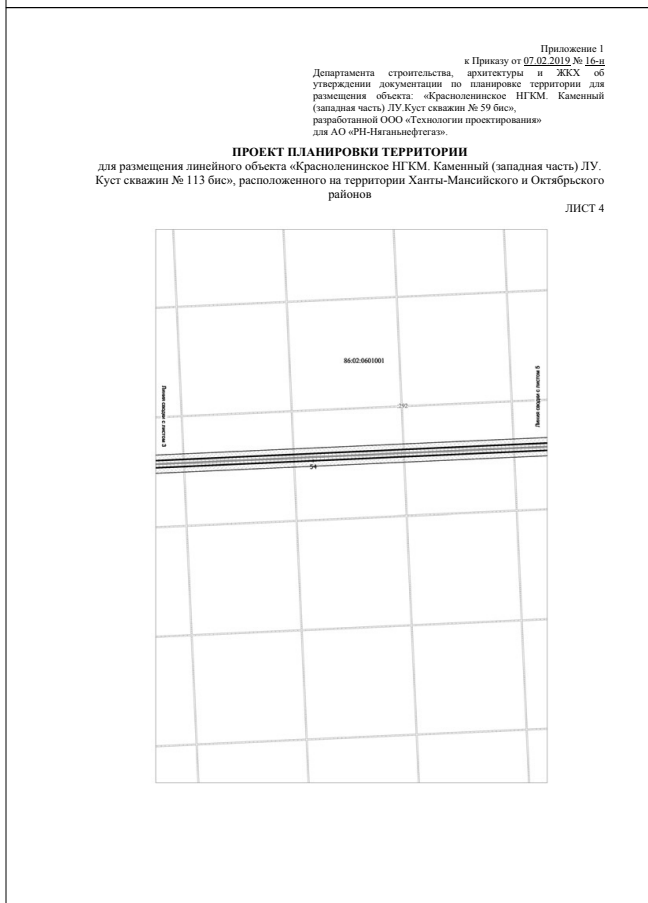 Приложение 1
к Приказу от 07.02.2019 № 16-н
Департамента строительства, архитектуры и ЖКХ об
утверждении документации по планировке территории для
размещения объекта: «Красноленинское НГКМ. Каменный
(западная часть) ЛУ.Куст скважин № 59 бис»,
разработанной ООО «Технологии проектирования»
для АО «РН-Няганьнефтегаз».
ПРОЕКТ ПЛАНИРОВКИ ТЕРРИТОРИИ
для размещения линейного объекта «Красноленинское НГКМ. Каменный (западная часть) ЛУ.
Куст скважин № 113 бис», расположенного на территории Ханты-Мансийского и Октябрьского
районов
ЛИСТ 4
86:02:0601001
Линия сводки с листом 3
Линия сводки с листом 5
292
54